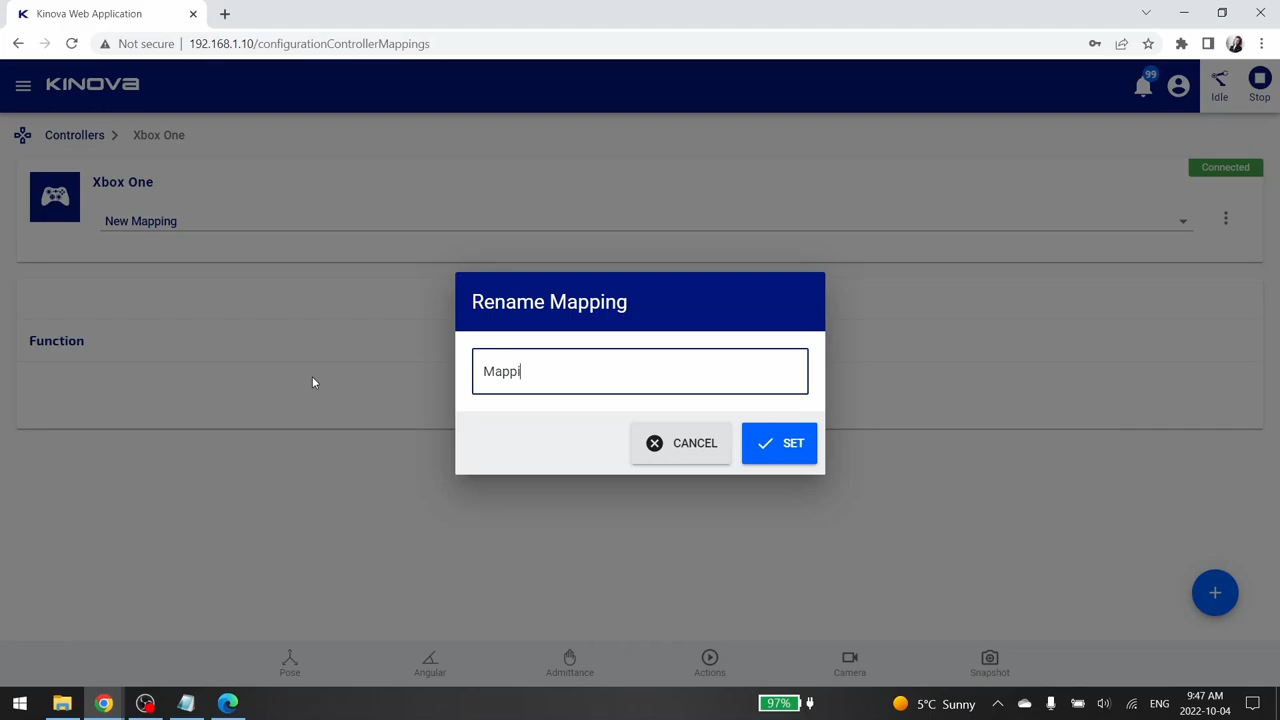 Kinova Web Application
Not secure
192.168.1.10/configurationControllerMappings
KINOVA
99
Idle
Stop
Controllers
Xbox One
Connected
Xbox One
New Mapping
Rename Mapping
Function
Mappi
CANCEL
SET
+
Pose
Angular
Admittance
Actions
Camera
Snapshot
97%
5°C Sunny
ENG
9:47 AM
2022-10-04